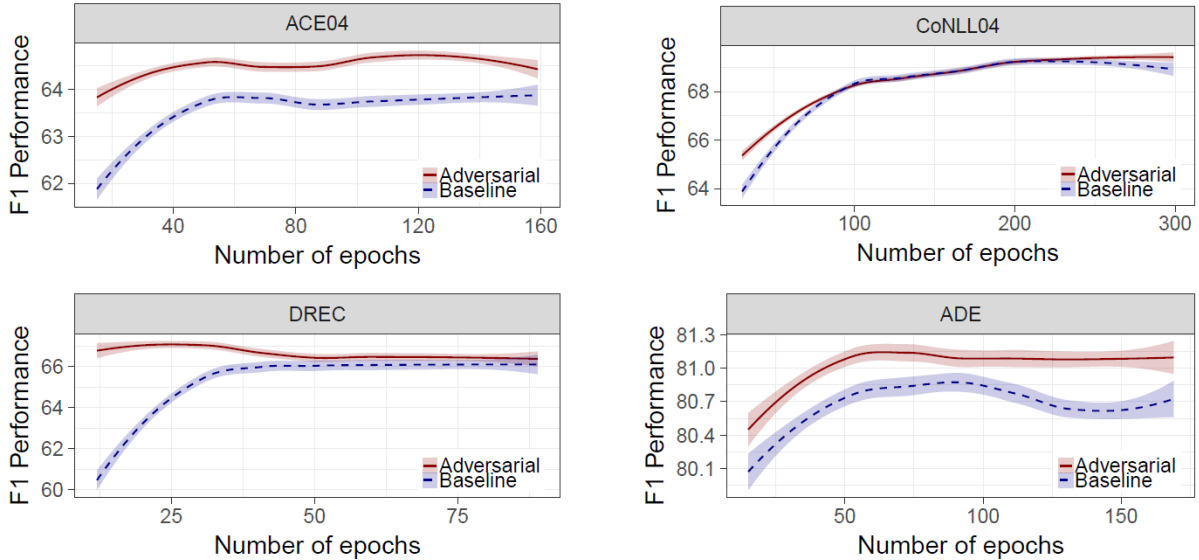 ACE04
F1 Performance
64
63
62
Adversarial
Baseline
40
80
120
160
Number of epochs
CoNLL04
F1 Performance
68
66
64
Adversarial
Baseline
100
200
300
Number of epochs
DREC
F1 Performance
66
64
62
60
Adversarial
Baseline
25
50
75
Number of epochs
ADE
F1 Performance
81.3
81.0
80.7
80.4
80.1
Adversarial
Baseline
50
100
150
Number of epochs